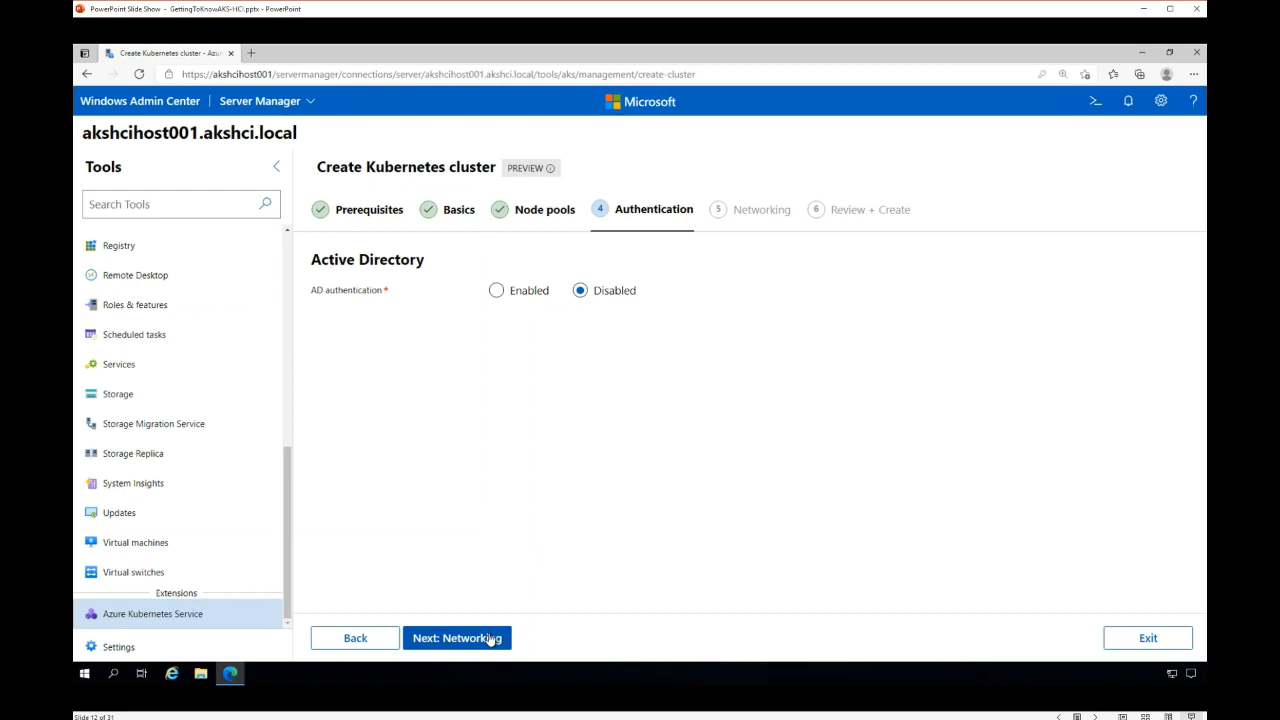 PowerPoint Slide Show - GettingToKnowAKS-HCI.pptx - PowerPoint
Create Kubernetes cluster - Azu
https://akshcihost001/servermanager/connections/server/akshcihost001.akshci.local/tools/aks/management/create-cluster
Windows Admin Center | Server Manager
Microsoft
akshcihost001.akshci.local
Tools
Search Tools
Registry
Remote Desktop
Roles & features
Scheduled tasks
Services
Storage
Storage Migration Service
Storage Replica
System Insights
Updates
Virtual machines
Virtual switches
Extensions
Azure Kubernetes Service
Settings
Create Kubernetes cluster PREVIEW
Prerequisites Basics Node pools 4 Authentication 5 Networking 6 Review + Create
Active Directory
AD authentication * Enabled Disabled
Back Next: Networking Exit
Slide 12 of 31